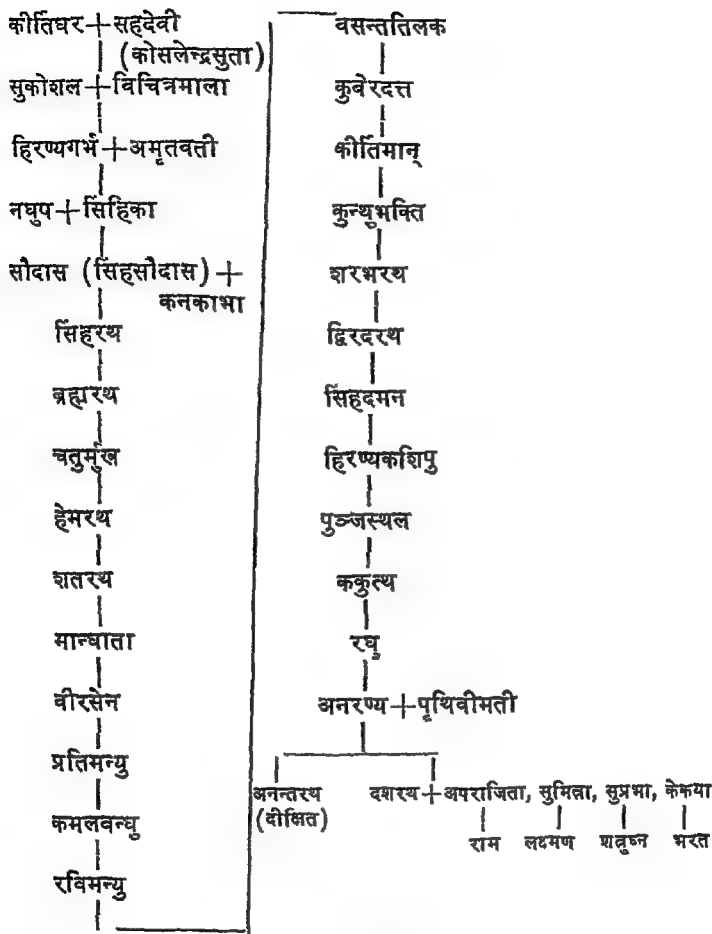 कीर्तिधर + सहदेवी
(कोसलेन्द्रसुता)
सुकोशल + विचित्रमाला
हिरण्यगर्भ + अमृतवती
नघुष + सिंहिका
सौदास (सिंहसौदास) +
कनकाभा
सिंहरथ
ब्रह्मरथ
चतुर्मुख
हेमरथ
शतरथ
मान्धाता
वीरसेन
प्रतिमन्यु
कमलबन्धु
रविमन्यु
वसन्ततिलक
कुवेरदत्त
कीर्तिमान्
कुन्थुभक्ति
शरभरथ
द्विरदरथ
सिंहदमन
हिरण्यकशिपु
पुञ्जस्थल
ककुत्थ
रघु
अनरण्य + पृथिवीमती
अनन्तरथ दशरथ + अपराजिता, सुमित्रा, सुप्रभा, केकया
(दीक्षित)
राम लक्ष्मण शत्रुघ्न भरत